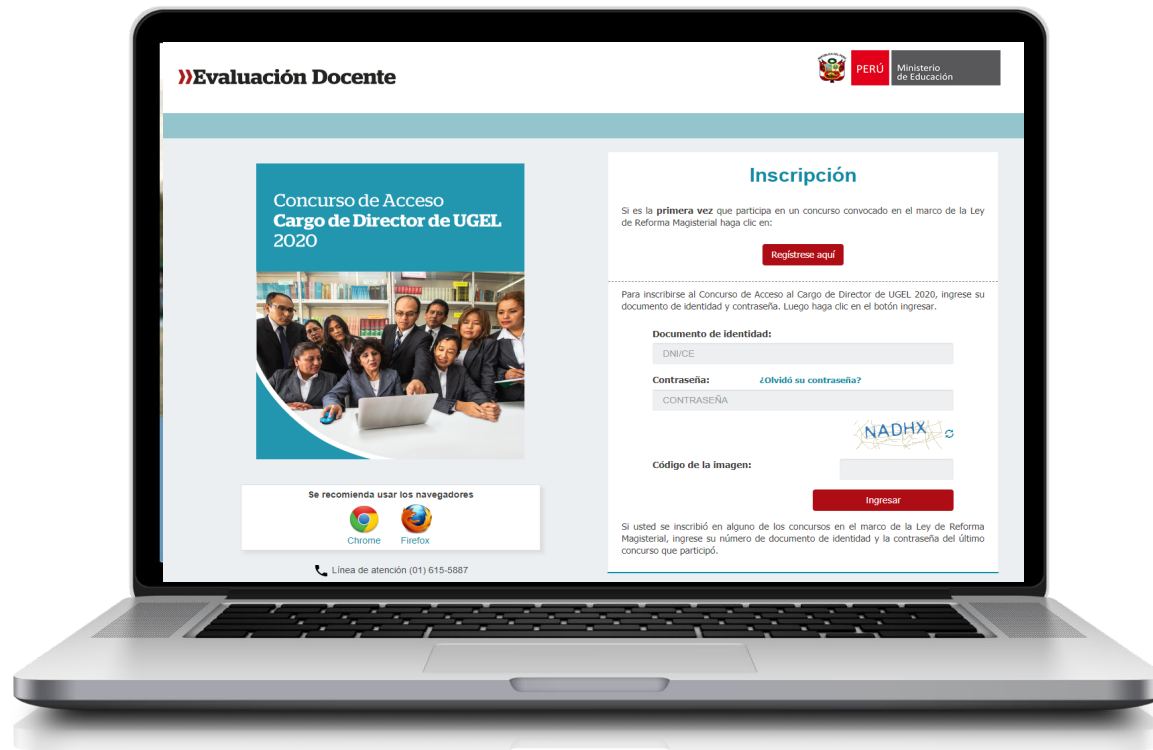 ))Evaluación Docente
PERÚ
Ministerio
de Educación
Concurso de Acceso
Cargo de Director de UGEL
2020
Se recomienda usar los navegadores
Chrome Firefox
Línea de atención (01) 615-5887
Inscripción
Si es la primera vez que participa en un concurso convocado en el marco de la Ley
de Reforma Magisterial haga clic en:
Regístrese aquí
Para inscribirse al Concurso de Acceso al Cargo de Director de UGEL 2020, ingrese su
documento de identidad y contraseña. Luego haga clic en el botón ingresar.
Documento de identidad:
DNI/CE
Contraseña: ¿Olvidó su contraseña?
CONTRASEÑA
NADHX
Código de la imagen:
Ingresar
Si usted se inscribió en alguno de los concursos en el marco de la Ley de Reforma
Magisterial, ingrese su número de documento de identidad y la contraseña del último
concurso que participó.